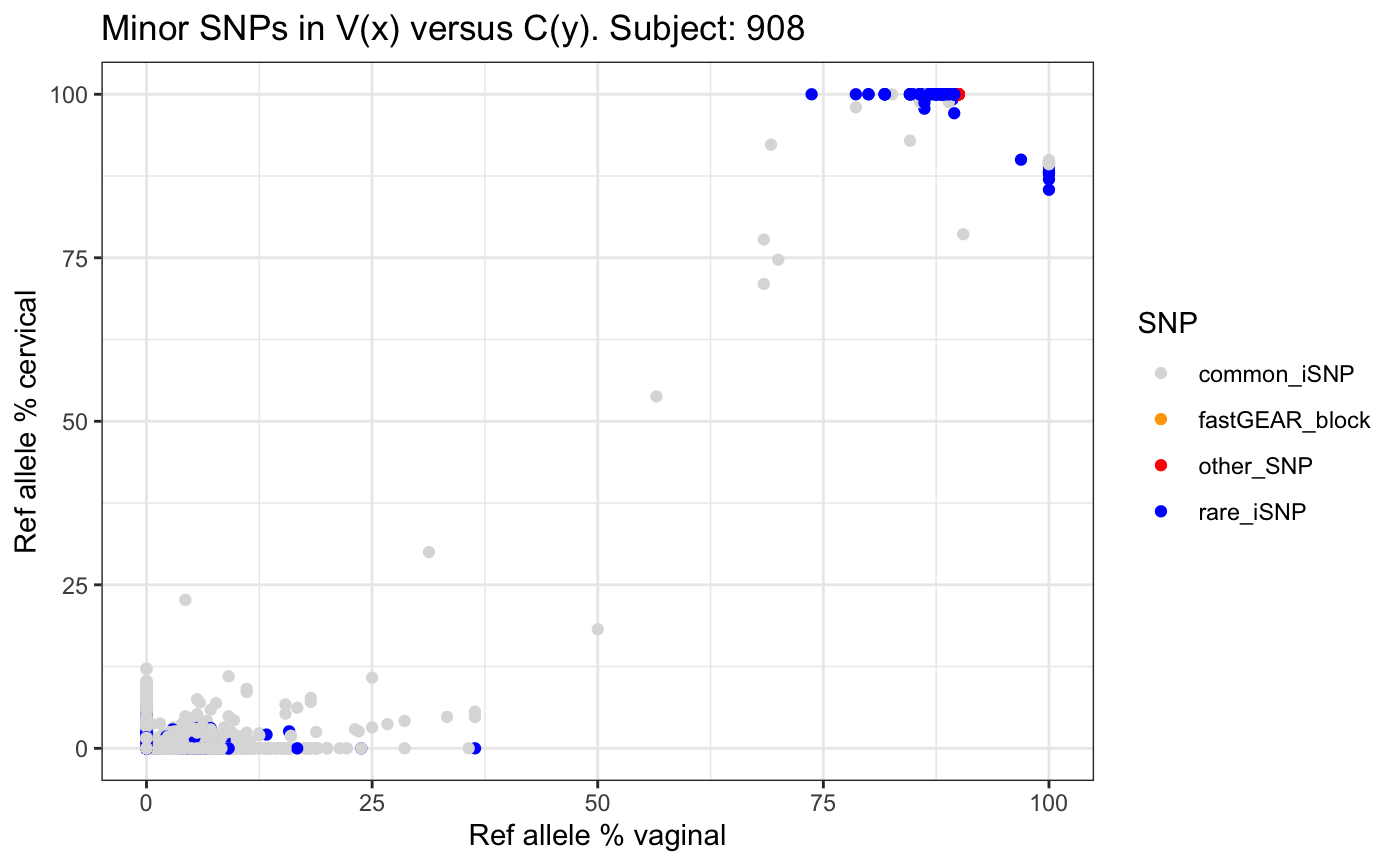 Minor SNPs in V(x) versus C(y). Subject: 908
100
75
50
25
0
Ref allele % cervical
0 25 50 75 100
Ref allele % vaginal
SNP
common_iSNP
fastGEAR_block
other_SNP
rare_iSNP